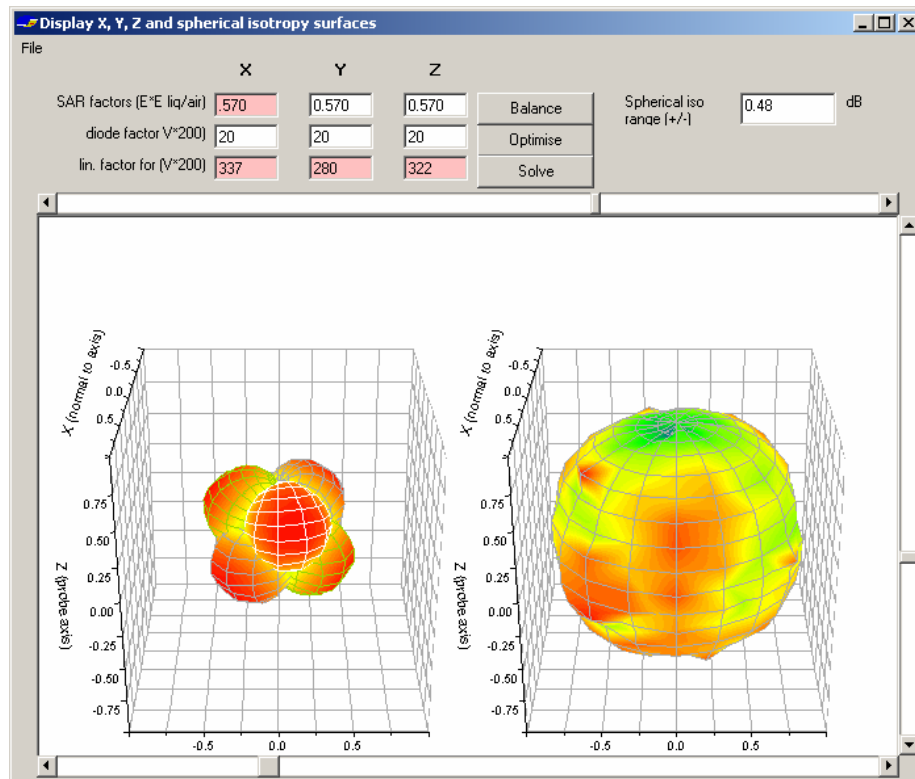 Display X, Y, Z and spherical isotropy surfaces
File
X Y Z
SAR factors (E*E liq/air) .570 0.570 0.570 Balance Spherical iso range (+/-) 0.48 dB
diode factor V*200) 20 20 20 Optimise
lin. factor for (V*200) 337 280 322 Solve
X (normal to axis)
-0.5
0.0
0.5
Z (probe axis)
0.75
0.50
0.25
0.00
-0.25
-0.50
-0.75
-0.5 0.0 0.5
X (normal to axis)
-0.5
0.0
0.5
Z (probe axis)
0.75
0.50
0.25
0.00
-0.25
-0.50
-0.75
-0.5 0.0 0.5